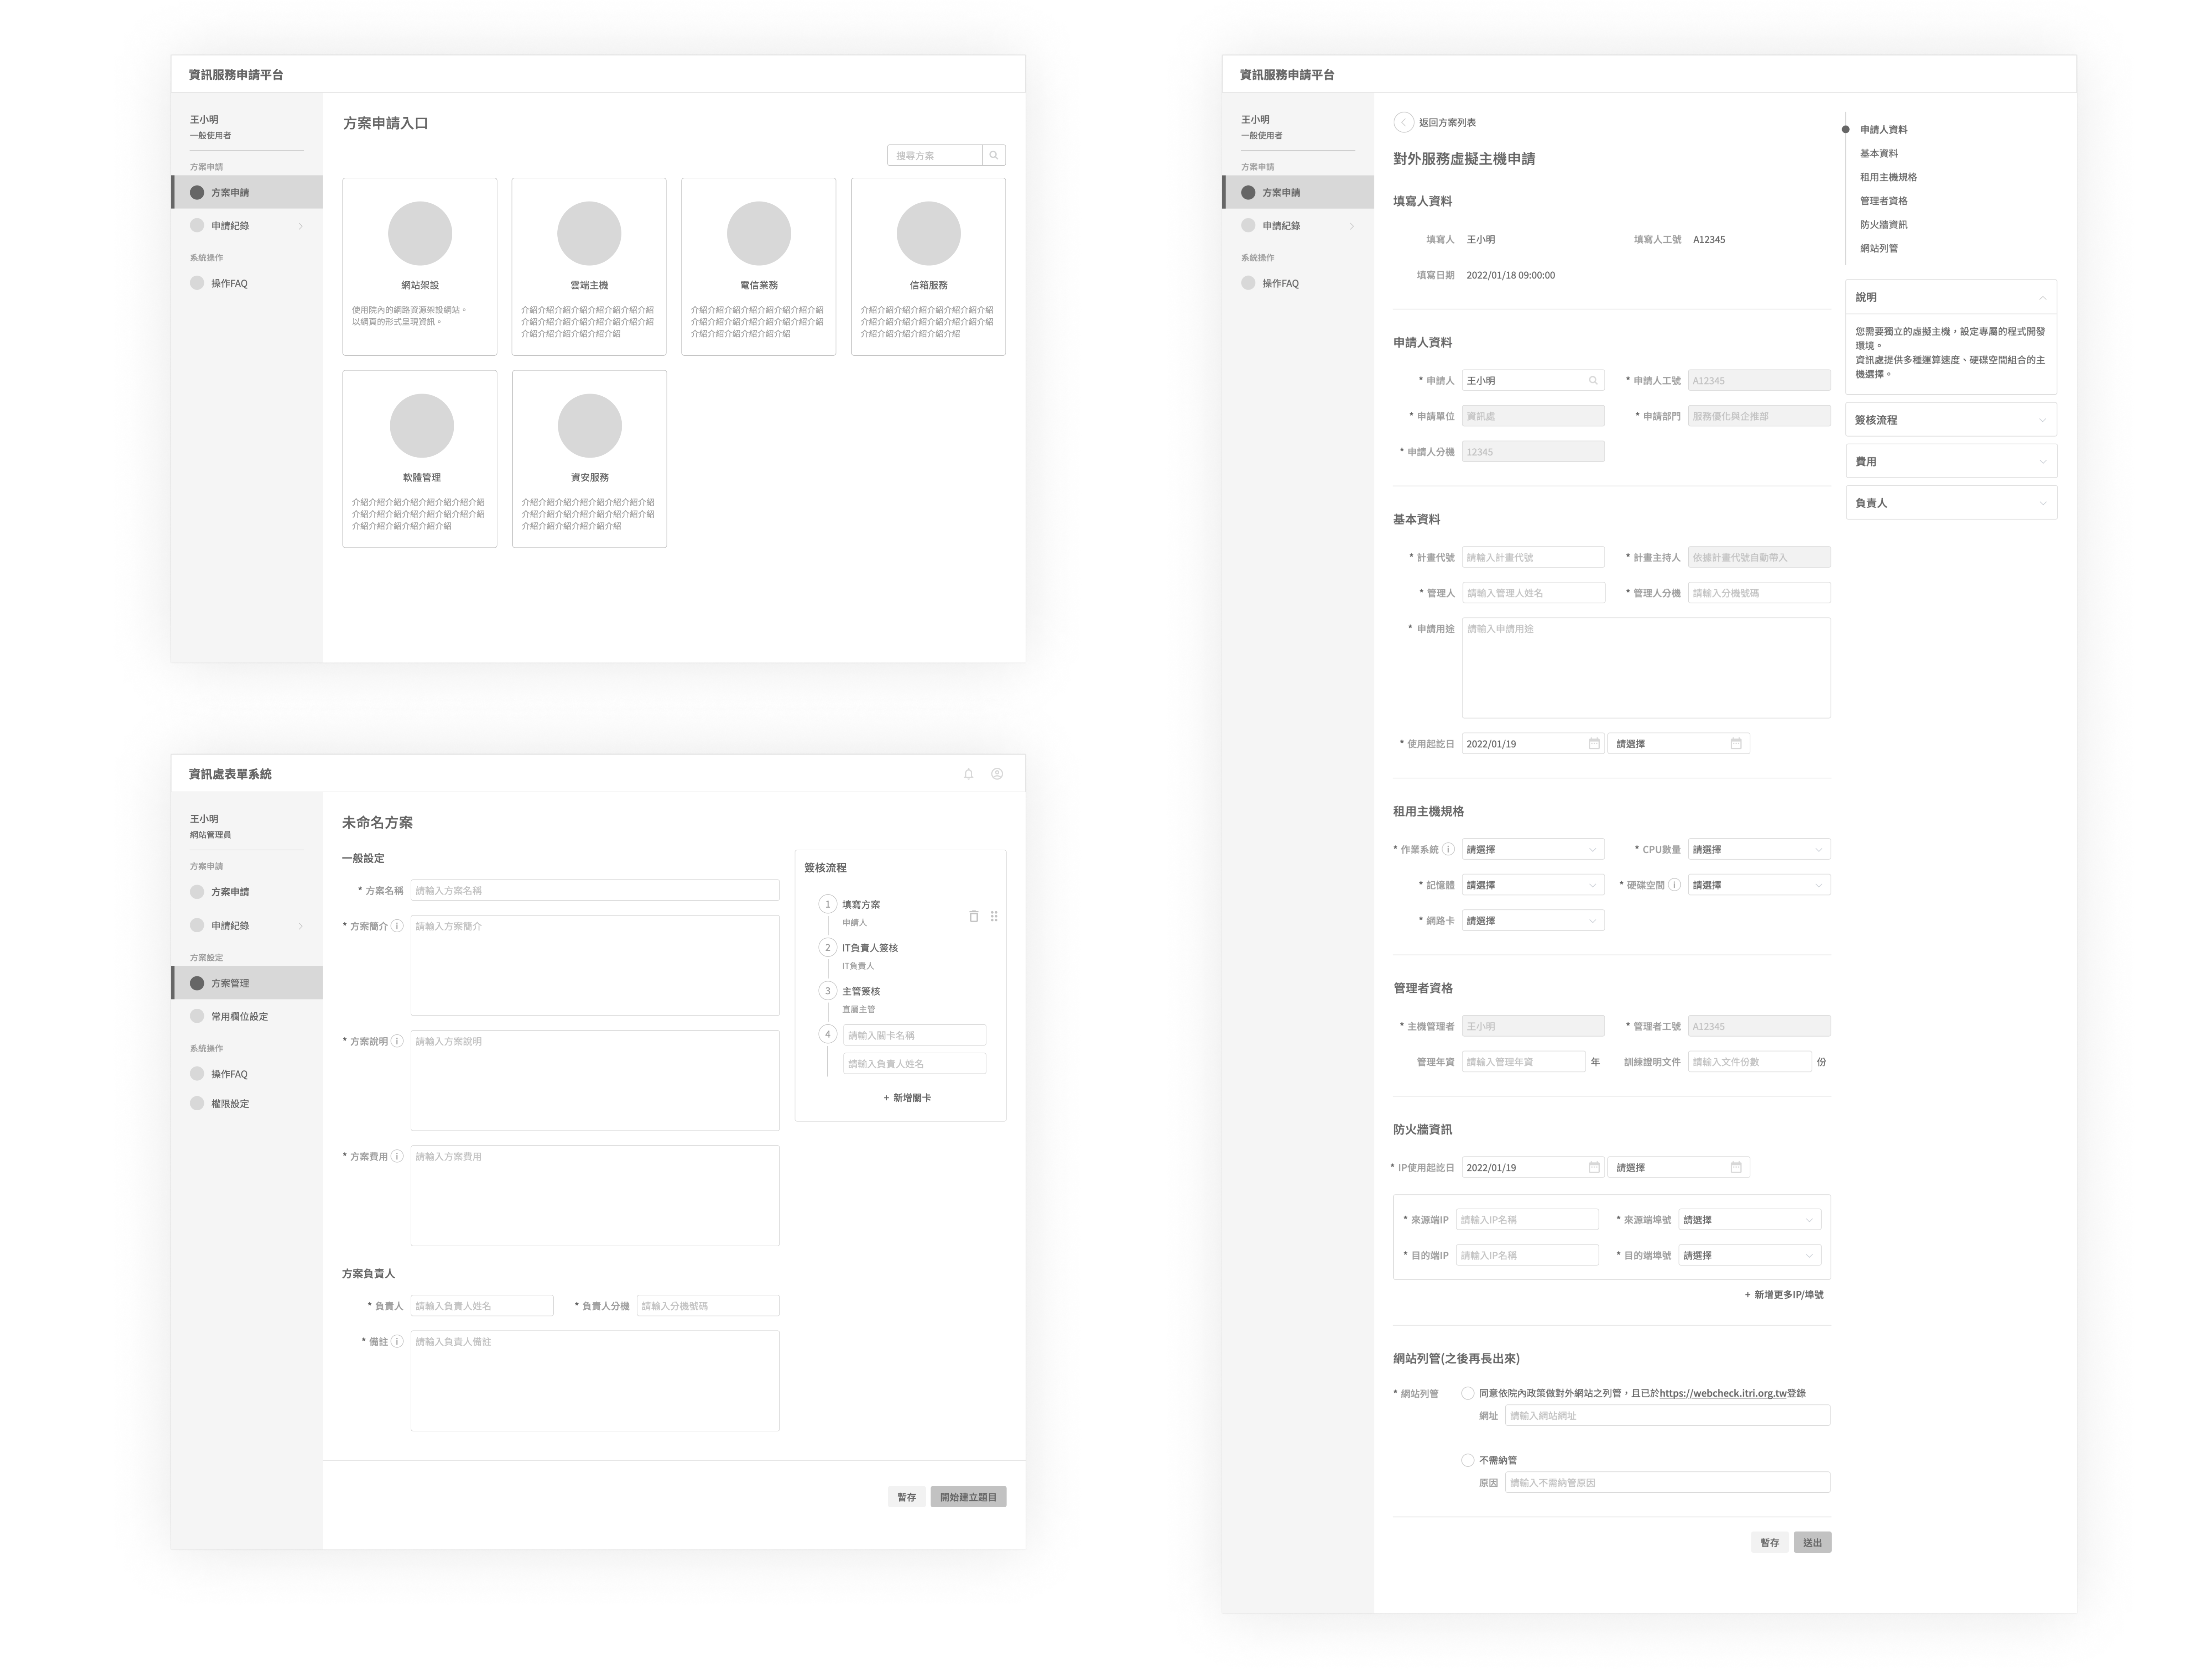 資訊服務申請平台
王小明
一般使用者
方案申請
方案申請
申請紀錄
系統操作
操作FAQ
方案申請入口
搜尋方案
網站架設
使用院內的網路資源架設網站。
以網頁的形式呈現資訊。
雲端主機
介紹介紹介紹介紹介紹介紹介紹介紹
介紹介紹介紹介紹介紹介紹介紹介紹
介紹介紹介紹介紹介紹介紹
電信業務
介紹介紹介紹介紹介紹介紹介紹介紹
介紹介紹介紹介紹介紹介紹介紹介紹
介紹介紹介紹介紹介紹介紹
信箱服務
介紹介紹介紹介紹介紹介紹介紹介紹
介紹介紹介紹介紹介紹介紹介紹介紹
介紹介紹介紹介紹介紹介紹
軟體管理
介紹介紹介紹介紹介紹介紹介紹介紹
介紹介紹介紹介紹介紹介紹介紹介紹
介紹介紹介紹介紹介紹介紹
資安服務
介紹介紹介紹介紹介紹介紹介紹介紹
介紹介紹介紹介紹介紹介紹介紹介紹
介紹介紹介紹介紹介紹介紹
資訊處表單系統
王小明
網站管理員
方案申請
方案申請
申請紀錄
方案設定
方案管理
常用欄位設定
系統操作
操作FAQ
權限設定
未命名方案
一般設定
* 方案名稱 請輸入方案名稱
* 方案簡介 請輸入方案簡介
* 方案說明 請輸入方案說明
* 方案費用 請輸入方案費用
方案負責人
* 負責人 請輸入負責人姓名 * 負責人分機 請輸入分機號碼
* 備註 請輸入負責人備註
簽核流程
1 填寫方案
申請人
2 IT負責人簽核
IT負責人
3 主管簽核
直屬主管
4 請輸入關卡名稱
請輸入負責人姓名
+ 新增關卡
暫存 開始建立題目
資訊服務申請平台
王小明
一般使用者
方案申請
方案申請
申請紀錄
系統操作
操作FAQ
返回方案列表
對外服務虛擬主機申請
填寫人資料
填寫人 王小明 填寫人工號 A12345
填寫日期 2022/01/18 09:00:00
申請人資料
* 申請人 王小明 * 申請人工號 A12345
* 申請單位 資訊處 * 申請部門 服務優化與企推部
* 申請人分機 12345
基本資料
* 計畫代號 請輸入計畫代號 * 計畫主持人 依據計畫代號自動帶入
* 管理人 請輸入管理人姓名 * 管理人分機 請輸入分機號碼
* 申請用途 請輸入申請用途
* 使用起訖日 2022/01/19 請選擇
租用主機規格
* 作業系統 請選擇 * CPU數量 請選擇
* 記憶體 請選擇 * 硬碟空間 請選擇
* 網路卡 請選擇
管理者資格
* 主機管理者 王小明 * 管理者工號 A12345
管理年資 請輸入管理年資 年 訓練證明文件 請輸入文件份數 份
防火牆資訊
* IP使用起訖日 2022/01/19 請選擇
* 來源端IP 請輸入IP名稱 * 來源端埠號 請選擇
* 目的端IP 請輸入IP名稱 * 目的端埠號 請選擇
+ 新增更多IP/埠號
網站列管(之後再長出來)
* 網站列管 同意依院內政策做對外網站之列管，且已於https://webcheck.itri.org.tw登錄
網址 請輸入網站網址
不需納管
原因 請輸入不需納管原因
暫存 送出
申請人資料
基本資料
租用主機規格
管理者資格
防火牆資訊
網站列管
說明
您需要獨立的虛擬主機，設定專屬的程式開發
環境。
資訊處提供多種運算速度、硬碟空間組合的主
機選擇。
簽核流程
費用
負責人